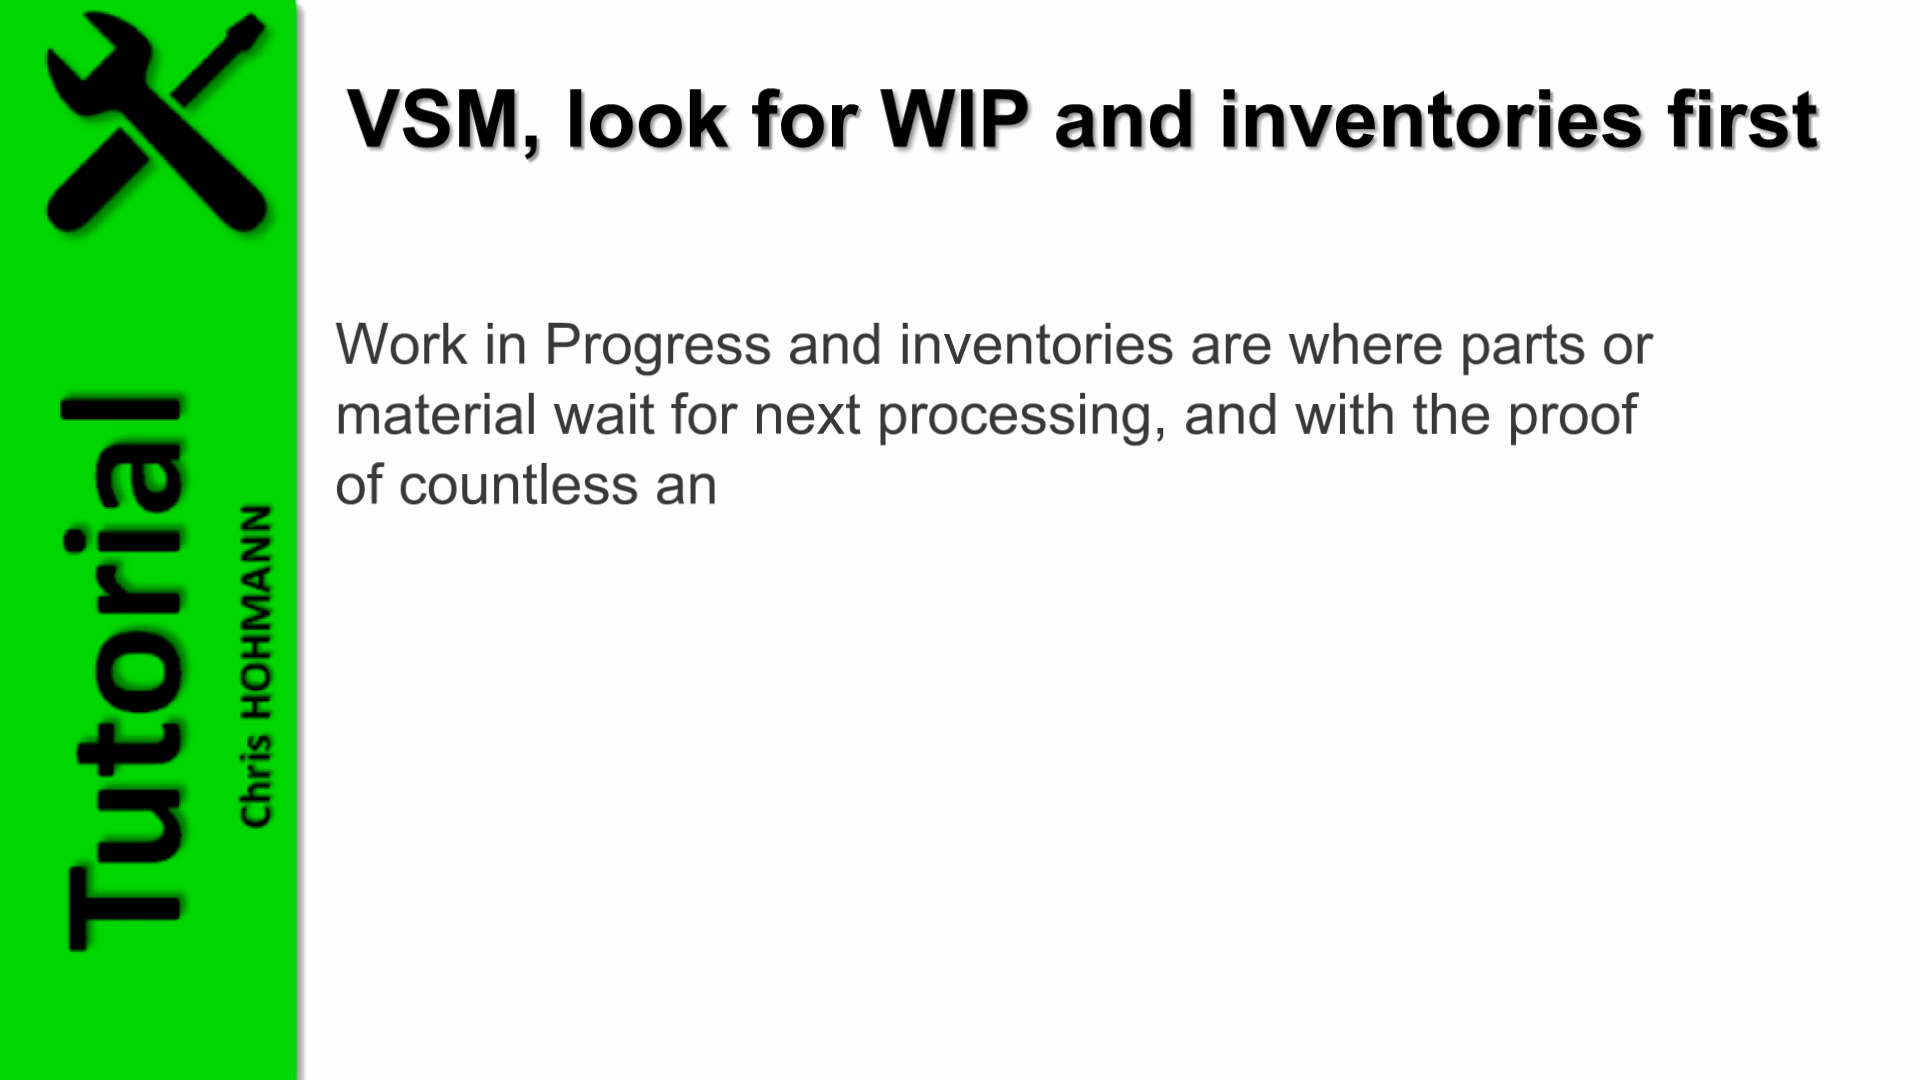 VSM, look for WIP and inventories first
Work in Progress and inventories are where parts or
material wait for next processing, and with the proof
of countless an
Tutorial
Chris HOHMANN